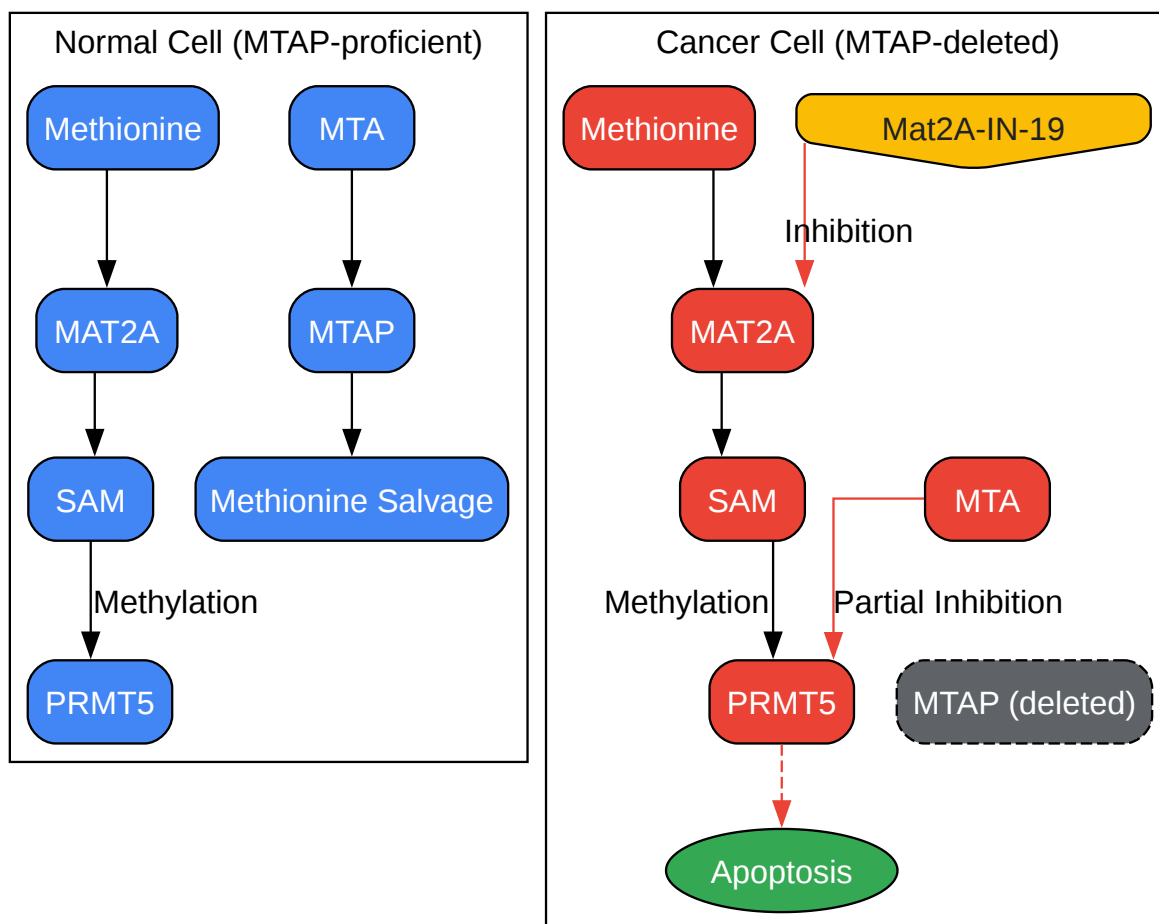 Normal Cell (MTAP-proficient)
Methionine
MTA
MAT2A
MTAP
SAM
Methionine Salvage
Methylation
PRMT5
Cancer Cell (MTAP-deleted)
Methionine
Mat2A-IN-19
Inhibition
MAT2A
SAM
MTA
Methylation
Partial Inhibition
PRMT5
MTAP (deleted)
Apoptosis